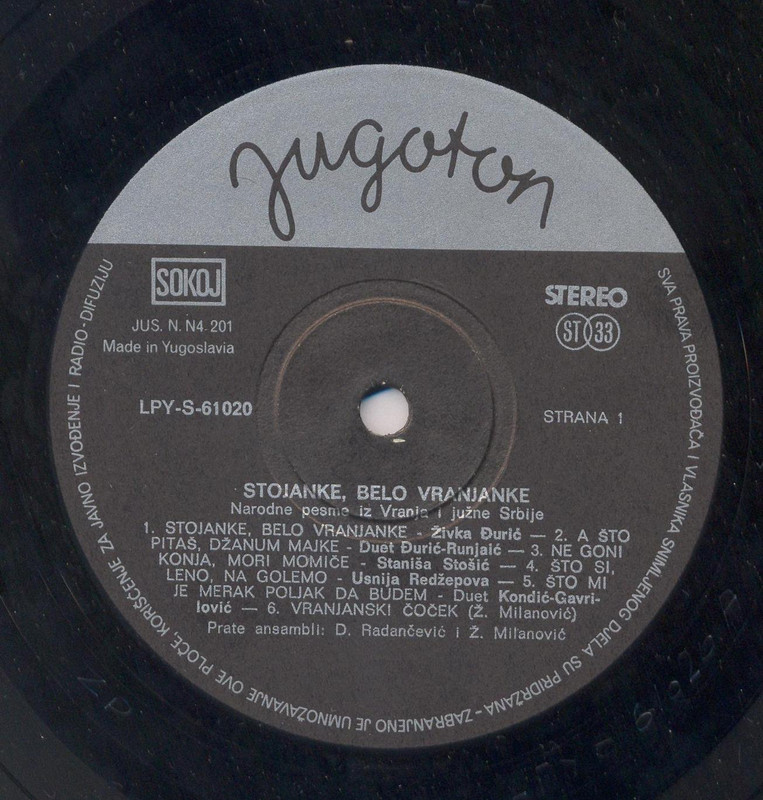 jugoton
SOKOJ
JUS. N. N4. 201
Made in Yugoslavia
STEREO
ST 33
LPY-S-61020
STRANA 1
STOJANKE, BELO VRANJANKE
Narodne pesme iz Vranja i južne Srbije
1. STOJANKE, BELO VRANJANKE - Živka Đurić — 2. A ŠTO
PITAŠ, DŽANUM MAJKE - Duet Đurić-Runjaić — 3. NE GONI
KONJA, MORI MOMIČE - Staniša Stošić — 4. ŠTO SI,
LENO, NA GOLEMO - Usnija Redžepova — 5. ŠTO MI
JE MERAK POLJAK DA BUDEM - Duet Kondić-Gavri-
lović — 6. VRANJANSKI ČOČEK (Ž. Milanović)
Prate ansambli: D. Radančević i Ž. Milanović
SVA PRAVA PROIZVOĐAČA I VLASNIKA SNIMLJENOG DJELA SU PRIDRŽANA - ZABRANJENO JE UMNOŽAVANJE OVE PLOČE, KORIŠĆENJE ZA JAVNO IZVOĐENJE I RADIO-DIFUZIJU